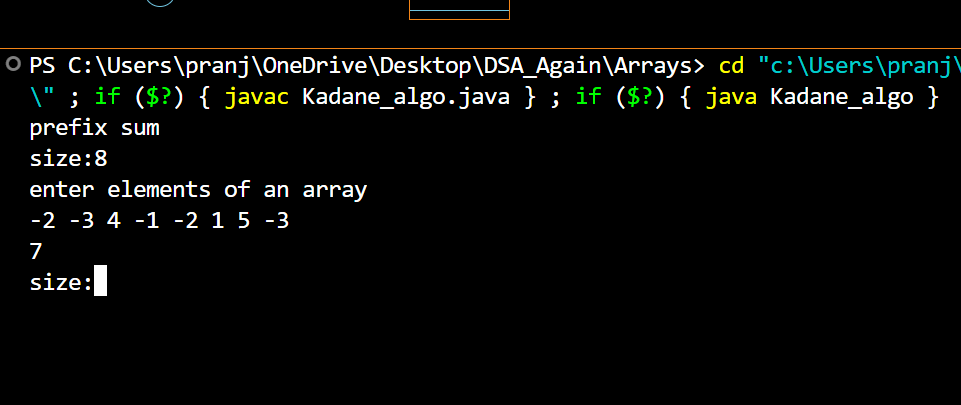 PS C:\Users\pranj\OneDrive\Desktop\DSA_Again\Arrays> cd "c:\Users\pranj\
\" ; if ($?) { javac Kadane_algo.java } ; if ($?) { java Kadane_algo }
prefix sum
size:8
enter elements of an array
-2 -3 4 -1 -2 1 5 -3
7
size: